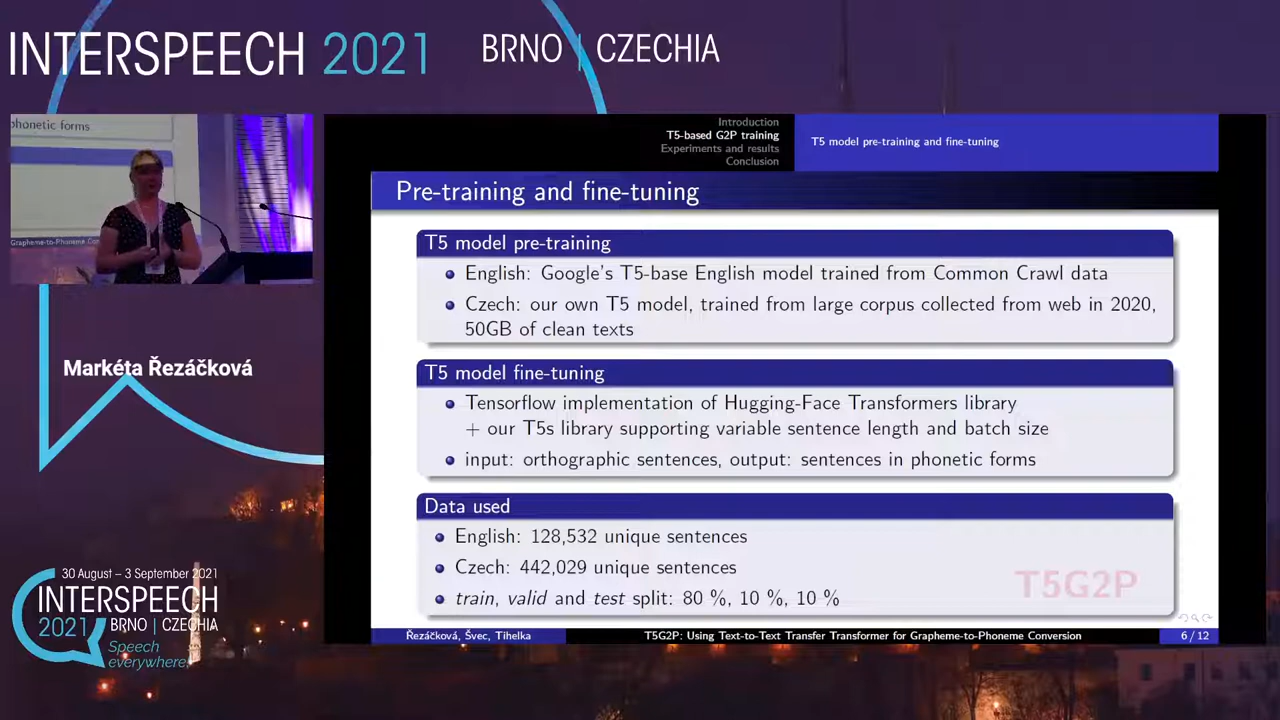 INTERSPEECH 2021
BRNO | CZECHIA
phonetic forms
Grapheme-to-Phoneme Con
Markéta Řezáčková
30 August – 3 September 2021
INTERSPEECH
2021 BRNO | CZECHIA
Speech
everywhere!
Introduction
T5-based G2P training
Experiments and results
Conclusion
T5 model pre-training and fine-tuning
Pre-training and fine-tuning
T5 model pre-training
English: Google's T5-base English model trained from Common Crawl data
Czech: our own T5 model, trained from large corpus collected from web in 2020,
50GB of clean texts
T5 model fine-tuning
Tensorflow implementation of Hugging-Face Transformers library
+ our T5s library supporting variable sentence length and batch size
input: orthographic sentences, output: sentences in phonetic forms
Data used
English: 128,532 unique sentences
Czech: 442,029 unique sentences
train, valid and test split: 80 %, 10 %, 10 %
T5G2P
Řezáčková, Švec, Tihelka
T5G2P: Using Text-to-Text Transfer Transformer for Grapheme-to-Phoneme Conversion
6 / 12